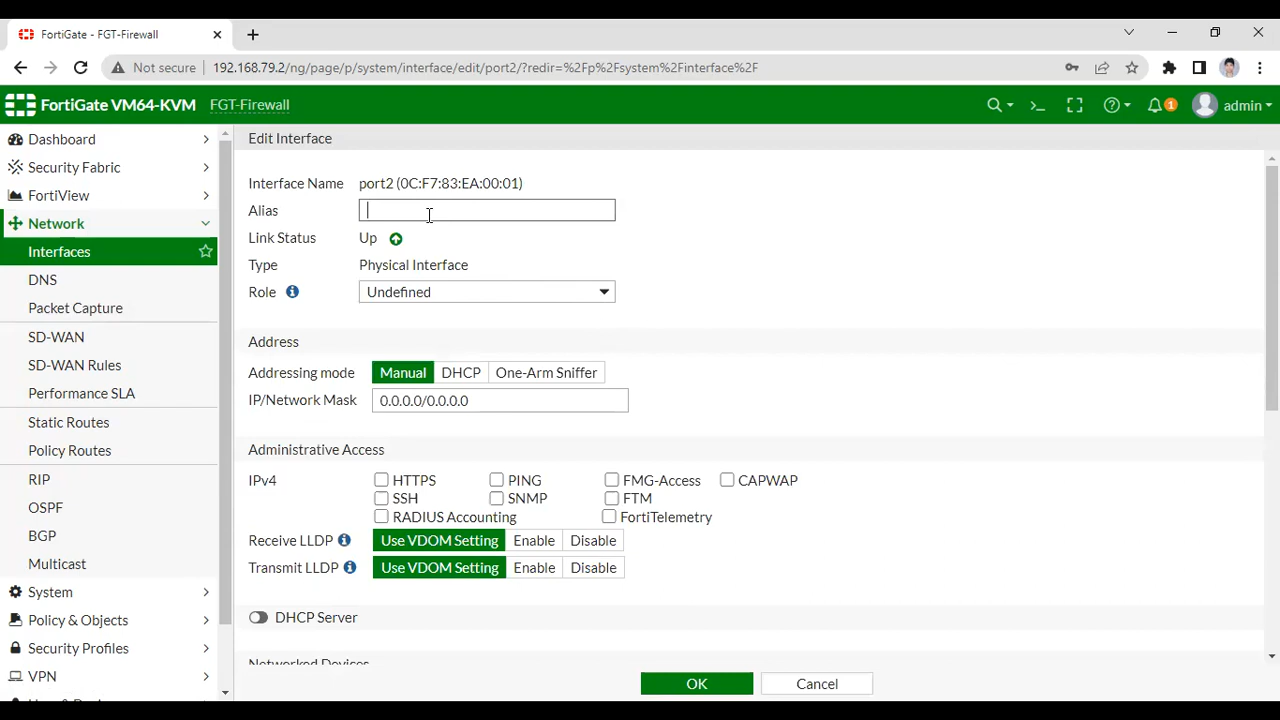 FortiGate - FGT-Firewall
Not secure 192.168.79.2/ng/page/p/system/interface/edit/port2/?redir=%2Fp%2Fsystem%2Finterface%2F
FortiGate VM64-KVM FGT-Firewall 1 admin
Dashboard
Security Fabric
FortiView
Network
Interfaces
DNS
Packet Capture
SD-WAN
SD-WAN Rules
Performance SLA
Static Routes
Policy Routes
RIP
OSPF
BGP
Multicast
System
Policy & Objects
Security Profiles
VPN
Edit Interface
Interface Name port2 (0C:F7:83:EA:00:01)
Alias
Link Status Up
Type Physical Interface
Role Undefined
Address
Addressing mode Manual DHCP One-Arm Sniffer
IP/Network Mask 0.0.0.0/0.0.0.0
Administrative Access
IPv4 HTTPS PING FMG-Access CAPWAP
SSH SNMP FTM
RADIUS Accounting FortiTelemetry
Receive LLDP Use VDOM Setting Enable Disable
Transmit LLDP Use VDOM Setting Enable Disable
DHCP Server
Networked Devices
OK Cancel